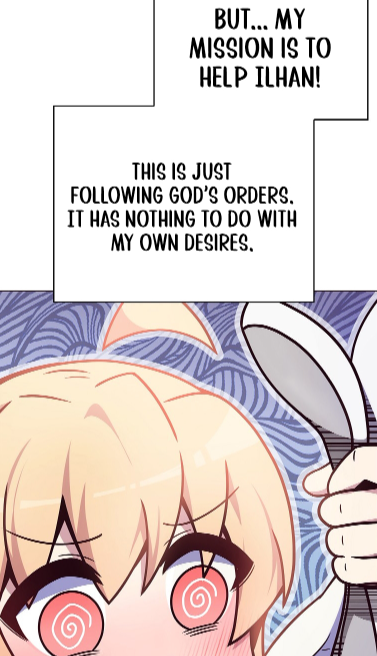 BUT... MY
MISSION IS TO
HELP ILHAN!
THIS IS JUST
FOLLOWING GOD'S ORDERS.
IT HAS NOTHING TO DO WITH
MY OWN DESIRES.